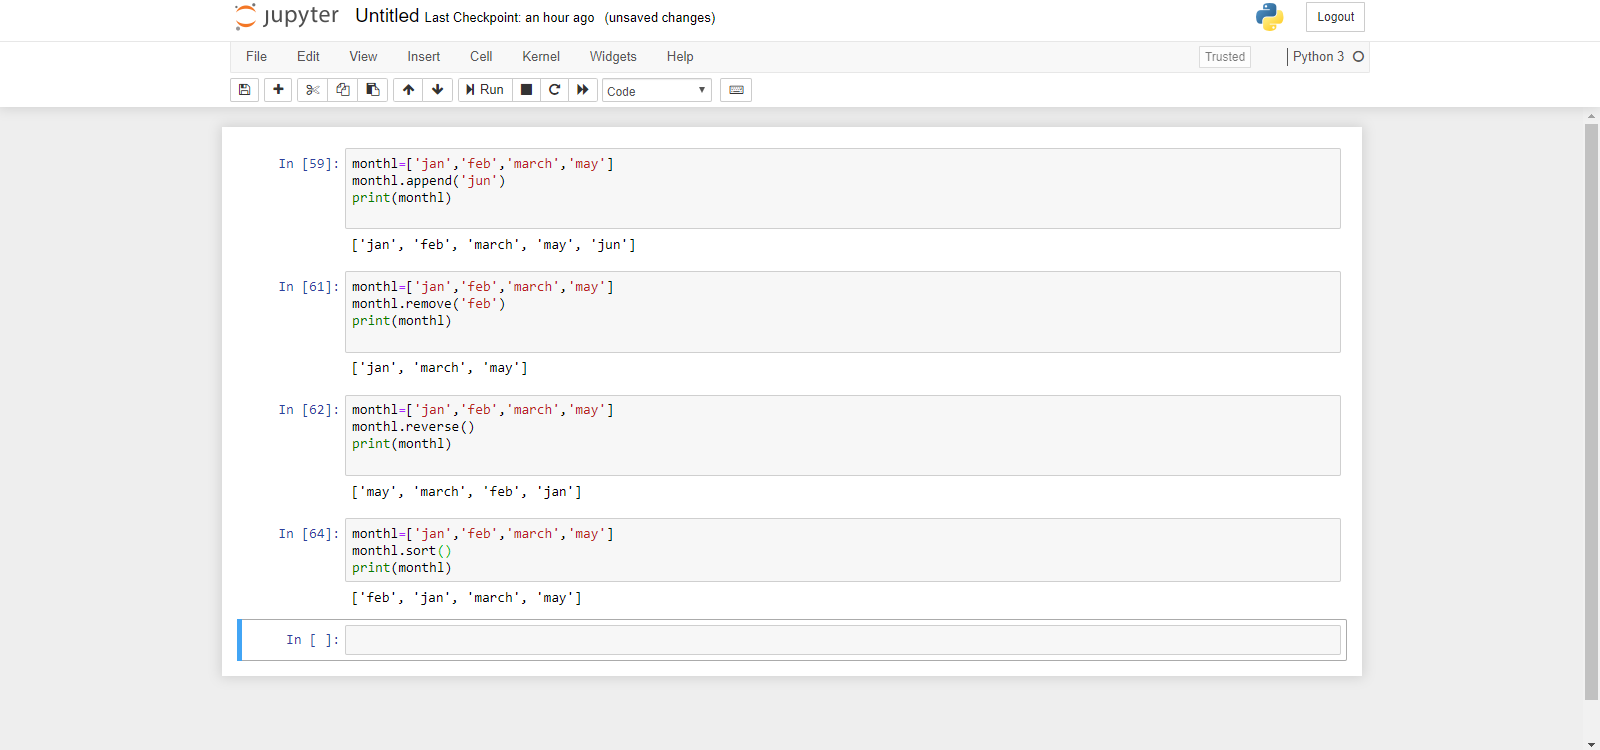 jupyter Untitled Last Checkpoint: an hour ago (unsaved changes) Logout
File Edit View Insert Cell Kernel Widgets Help Trusted Python 3
Run Code
In [59]: monthl=['jan','feb','march','may']
monthl.append('jun')
print(monthl)
['jan', 'feb', 'march', 'may', 'jun']
In [61]: monthl=['jan','feb','march','may']
monthl.remove('feb')
print(monthl)
['jan', 'march', 'may']
In [62]: monthl=['jan','feb','march','may']
monthl.reverse()
print(monthl)
['may', 'march', 'feb', 'jan']
In [64]: monthl=['jan','feb','march','may']
monthl.sort()
print(monthl)
['feb', 'jan', 'march', 'may']
In [ ]: